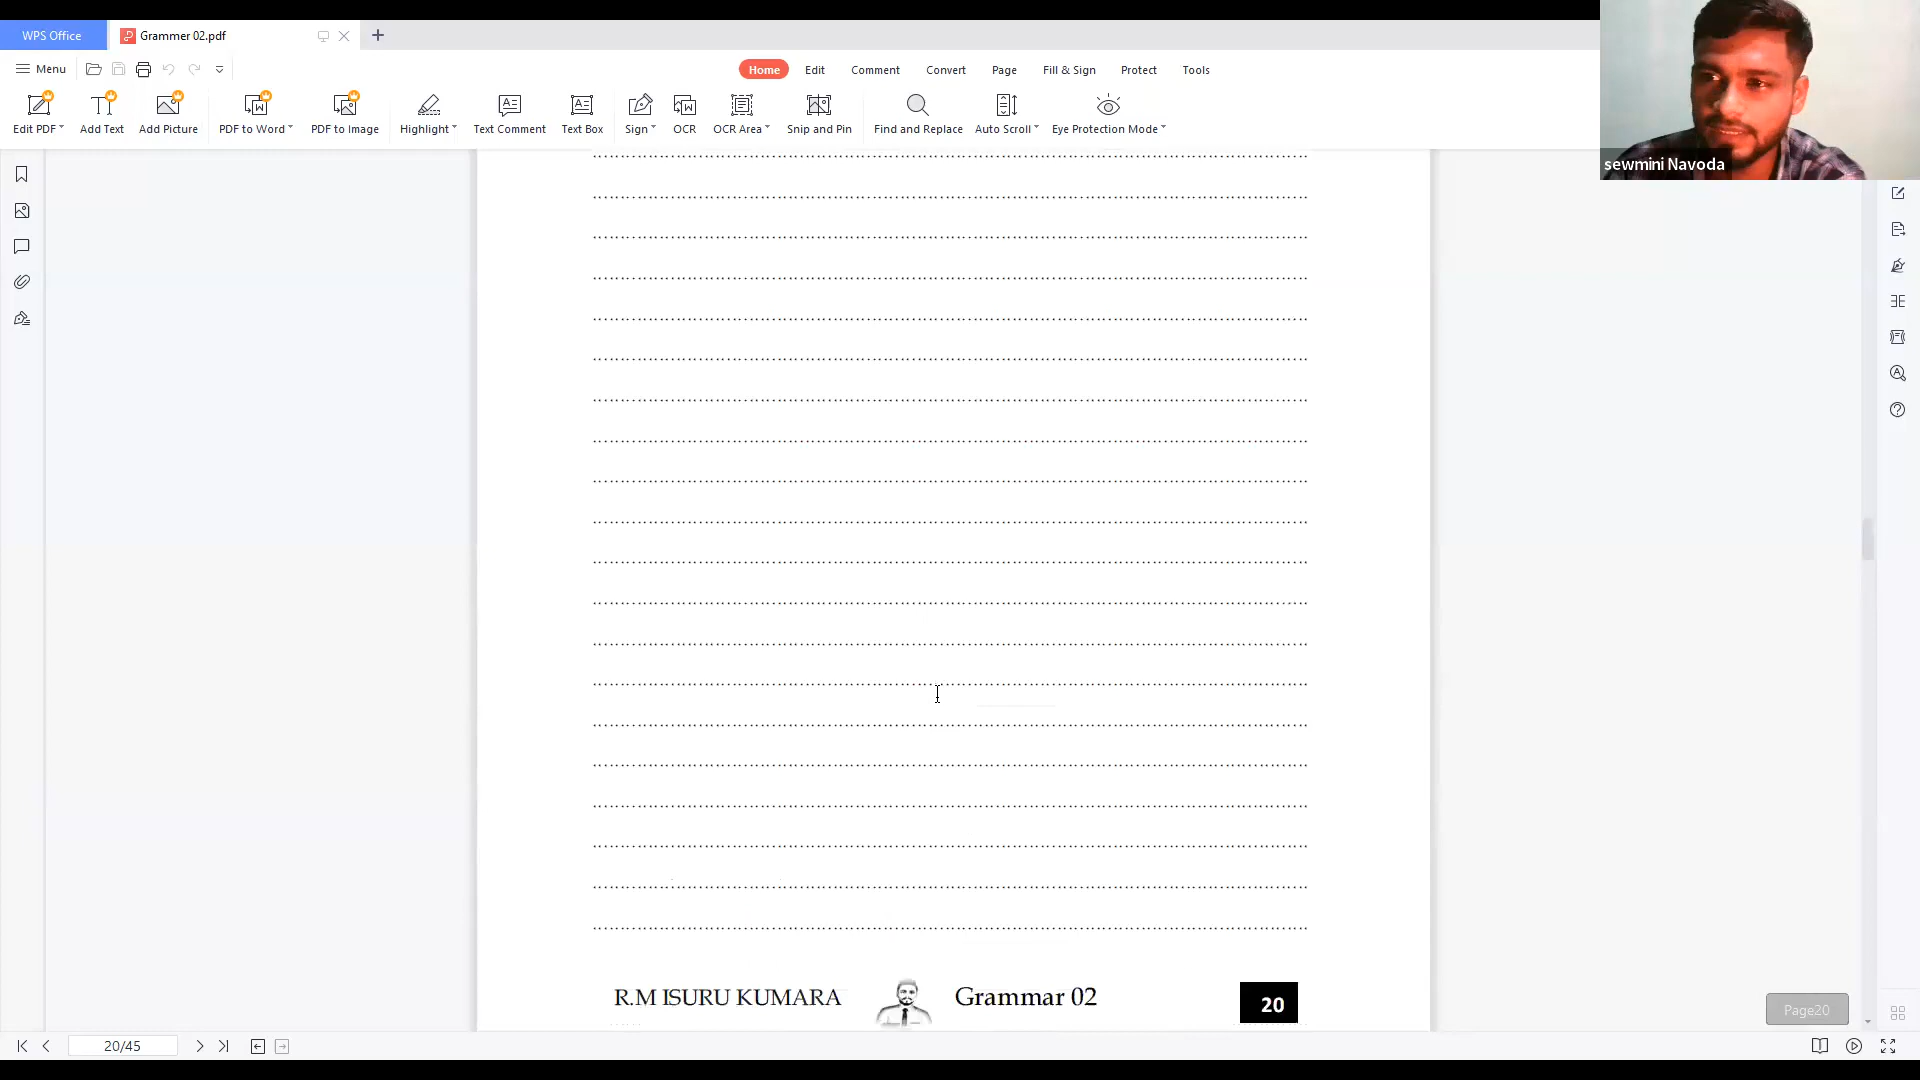 WPS Office
Grammer 02.pdf
Menu
Home Edit Comment Convert Page Fill & Sign Protect Tools
Edit PDF Add Text Add Picture PDF to Word PDF to Image Highlight Text Comment Text Box Sign OCR OCR Area Snip and Pin Find and Replace Auto Scroll Eye Protection Mode
sewmini Navoda
R.M ISURU KUMARA Grammar 02 20
Page20
20/45